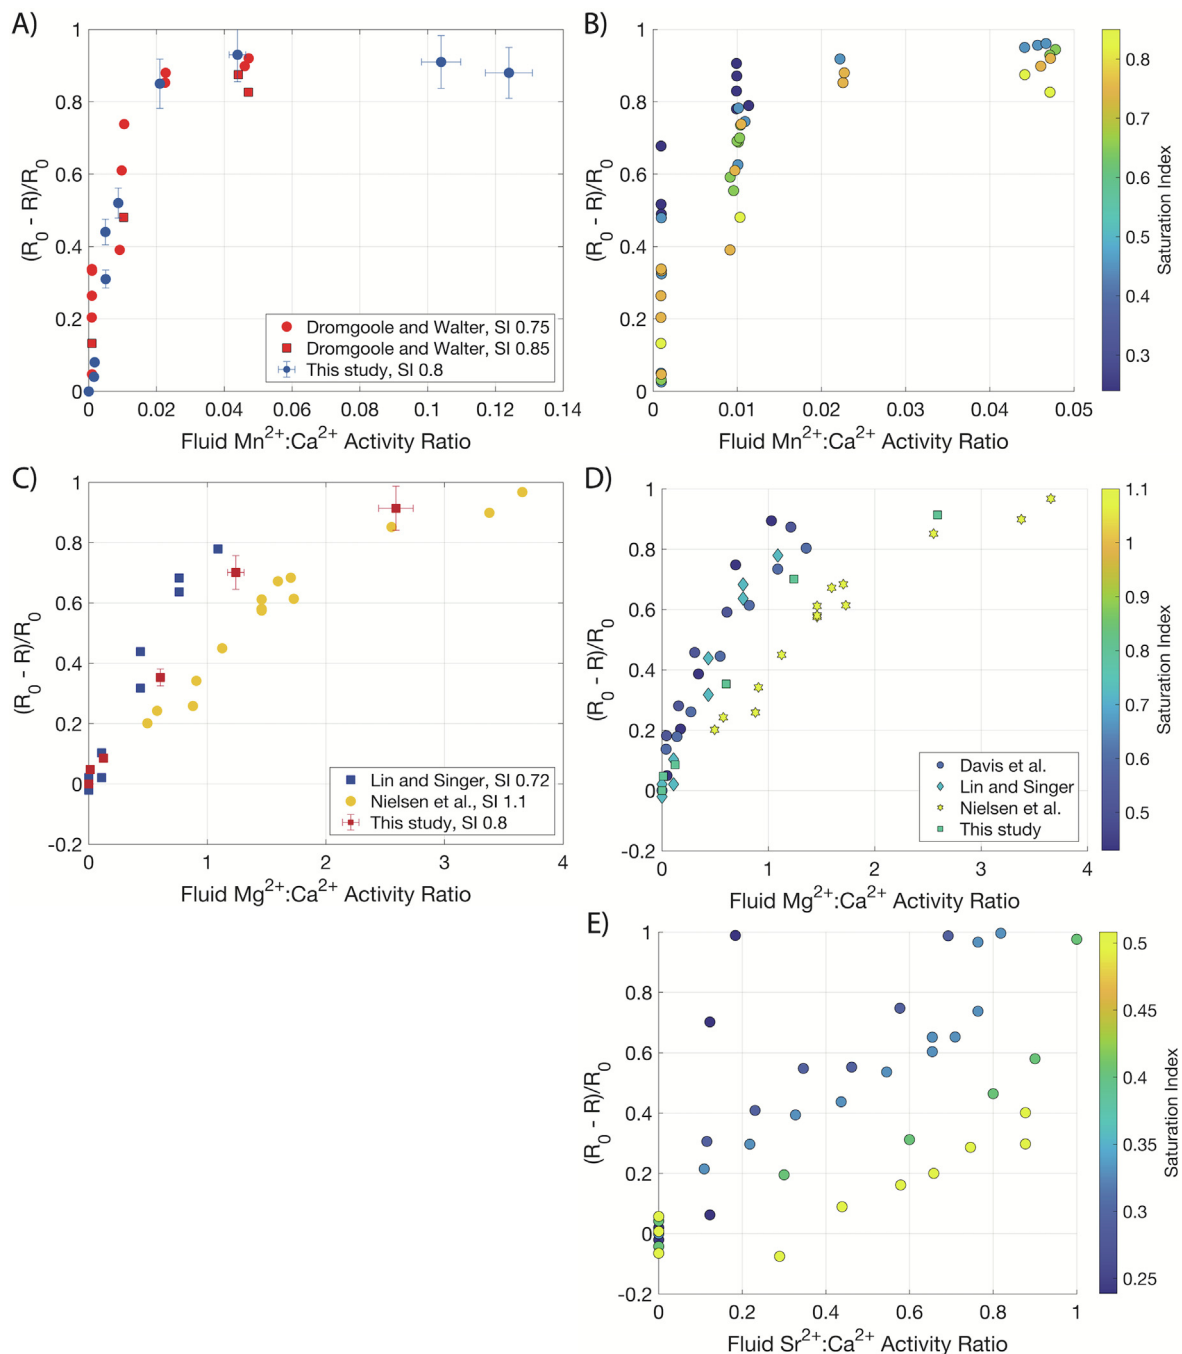 A)
1
0.8
0.6
0.4
0.2
0
(R0 - R)/R0
0
0.02
0.04
0.06
0.08
0.1
0.12
0.14
Fluid Mn2+:Ca2+ Activity Ratio
Dromgoole and Walter, SI 0.75
Dromgoole and Walter, SI 0.85
This study, SI 0.8
B)
1
0.8
0.6
0.4
0.2
0
(R0 - R)/R0
0
0.01
0.02
0.03
0.04
0.05
Fluid Mn2+:Ca2+ Activity Ratio
0.8
0.7
0.6
0.5
0.4
0.3
Saturation Index
C)
1
0.8
0.6
0.4
0.2
0
-0.2
(R0 - R)/R0
0
1
2
3
4
Fluid Mg2+:Ca2+ Activity Ratio
Lin and Singer, SI 0.72
Nielsen et al., SI 1.1
This study, SI 0.8
D)
1
0.8
0.6
0.4
0.2
0
-0.2
(R0 - R)/R0
0
1
2
3
4
Fluid Mg2+:Ca2+ Activity Ratio
Davis et al.
Lin and Singer
Nielsen et al.
This study
1.1
1
0.9
0.8
0.7
0.6
0.5
Saturation Index
E)
1
0.8
0.6
0.4
0.2
0
-0.2
(R0 - R)/R0
0
0.2
0.4
0.6
0.8
1
Fluid Sr2+:Ca2+ Activity Ratio
0.5
0.45
0.4
0.35
0.3
0.25
Saturation Index